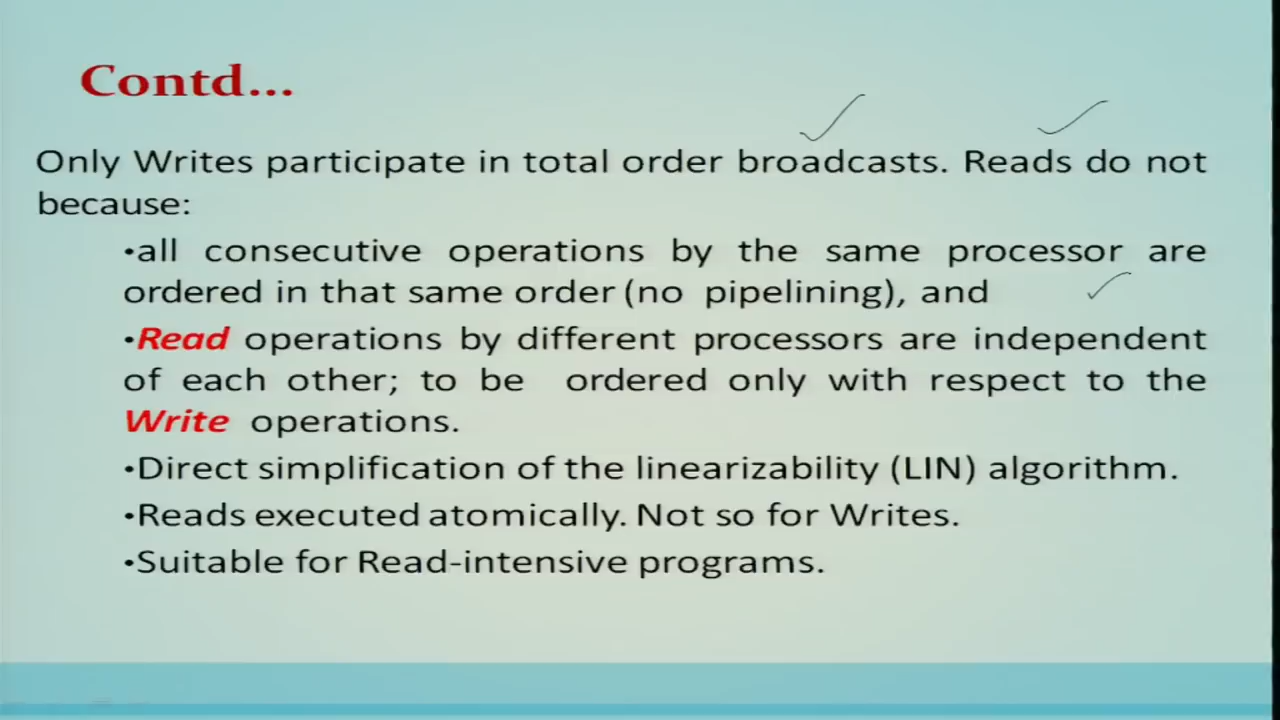 Contd...
Only Writes participate in total order broadcasts. Reads do not
because:
•all consecutive operations by the same processor are
ordered in that same order (no pipelining), and
•Read operations by different processors are independent
of each other; to be ordered only with respect to the
Write operations.
•Direct simplification of the linearizability (LIN) algorithm.
•Reads executed atomically. Not so for Writes.
•Suitable for Read-intensive programs.